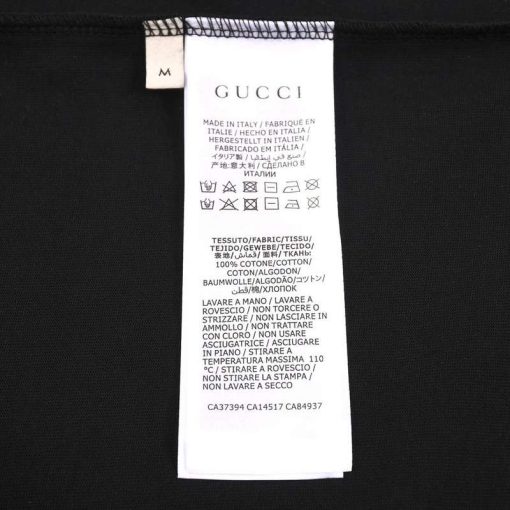 M
GUCCI
MADE IN ITALY / FABRIQUE EN
ITALIE / HECHO EN ITALIA /
HERGESTELLT IN ITALIEN /
FABRICADO EM ITÁLIA /
イタリア製 / صنع في إيطاليا /
产地:意大利 / СДЕЛАНО В
ИТАЛИИ
TESSUTO/FABRIC/TISSU/
TEJIDO/GEWEBE/TECIDO/
表地/قماش/面料/ТКАНЬ:
100% COTONE/COTTON/
COTON/ALGODON/
BAUMWOLLE/ALGODÃO/コットン/
قطن/棉/ХЛОПОК
LAVARE A MANO / LAVARE A
ROVESCIO / NON TORCERE O
STRIZZARE / NON LASCIARE IN
AMMOLLO / NON TRATTARE
CON CLORO / NON USARE
ASCIUGATRICE / ASCIUGARE
IN PIANO / STIRARE A
TEMPERATURA MASSIMA 110
°C / STIRARE A ROVESCIO /
NON STIRARE LA STAMPA /
NON LAVARE A SECCO
CA37394 CA14517 CA84937